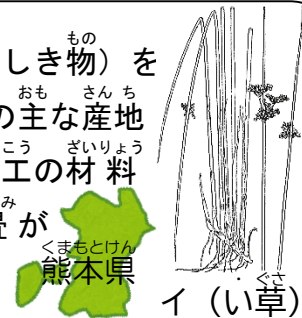 しき物）を
の主な産地
工の材料
畳が
熊本県
イ（い草）